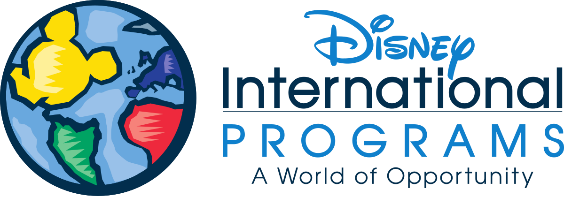 Disney
International
PROGRAMS
A World of Opportunity